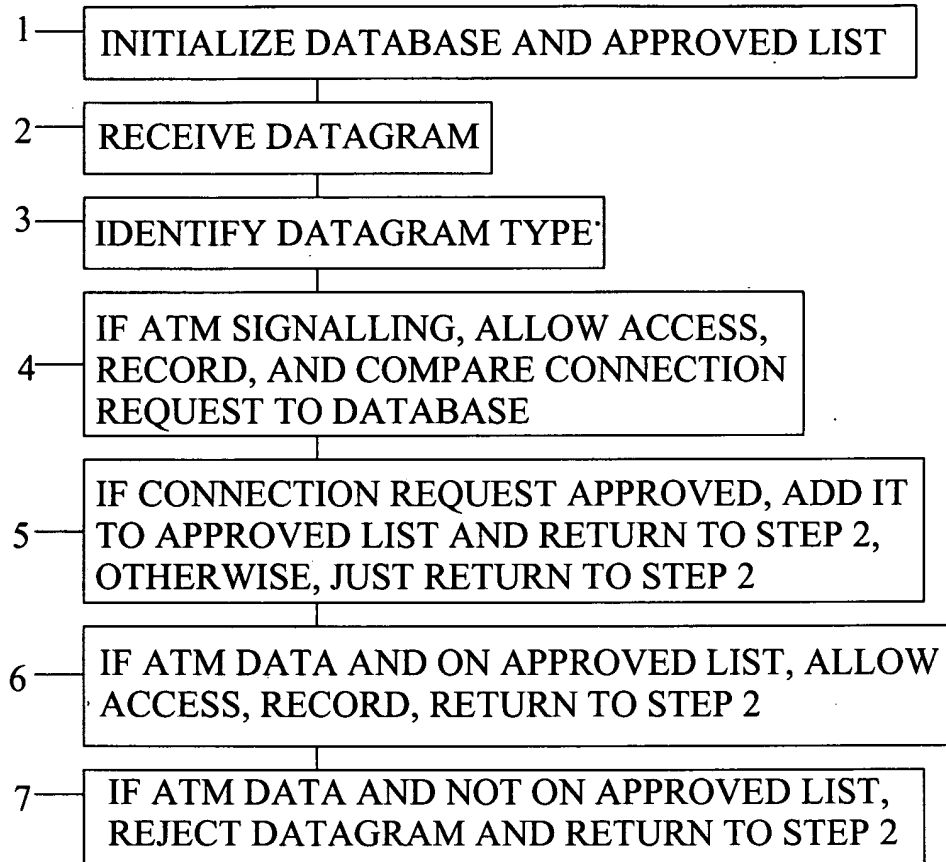 1 INITIALIZE DATABASE AND APPROVED LIST
2 RECEIVE DATAGRAM
3 IDENTIFY DATAGRAM TYPE
IF ATM SIGNALLING, ALLOW ACCESS,
4 RECORD, AND COMPARE CONNECTION
REQUEST TO DATABASE
IF CONNECTION REQUEST APPROVED, ADD IT
5 TO APPROVED LIST AND RETURN TO STEP 2,
OTHERWISE, JUST RETURN TO STEP 2
6 IF ATM DATA AND ON APPROVED LIST, ALLOW
ACCESS, RECORD, RETURN TO STEP 2
7 IF ATM DATA AND NOT ON APPROVED LIST,
REJECT DATAGRAM AND RETURN TO STEP 2